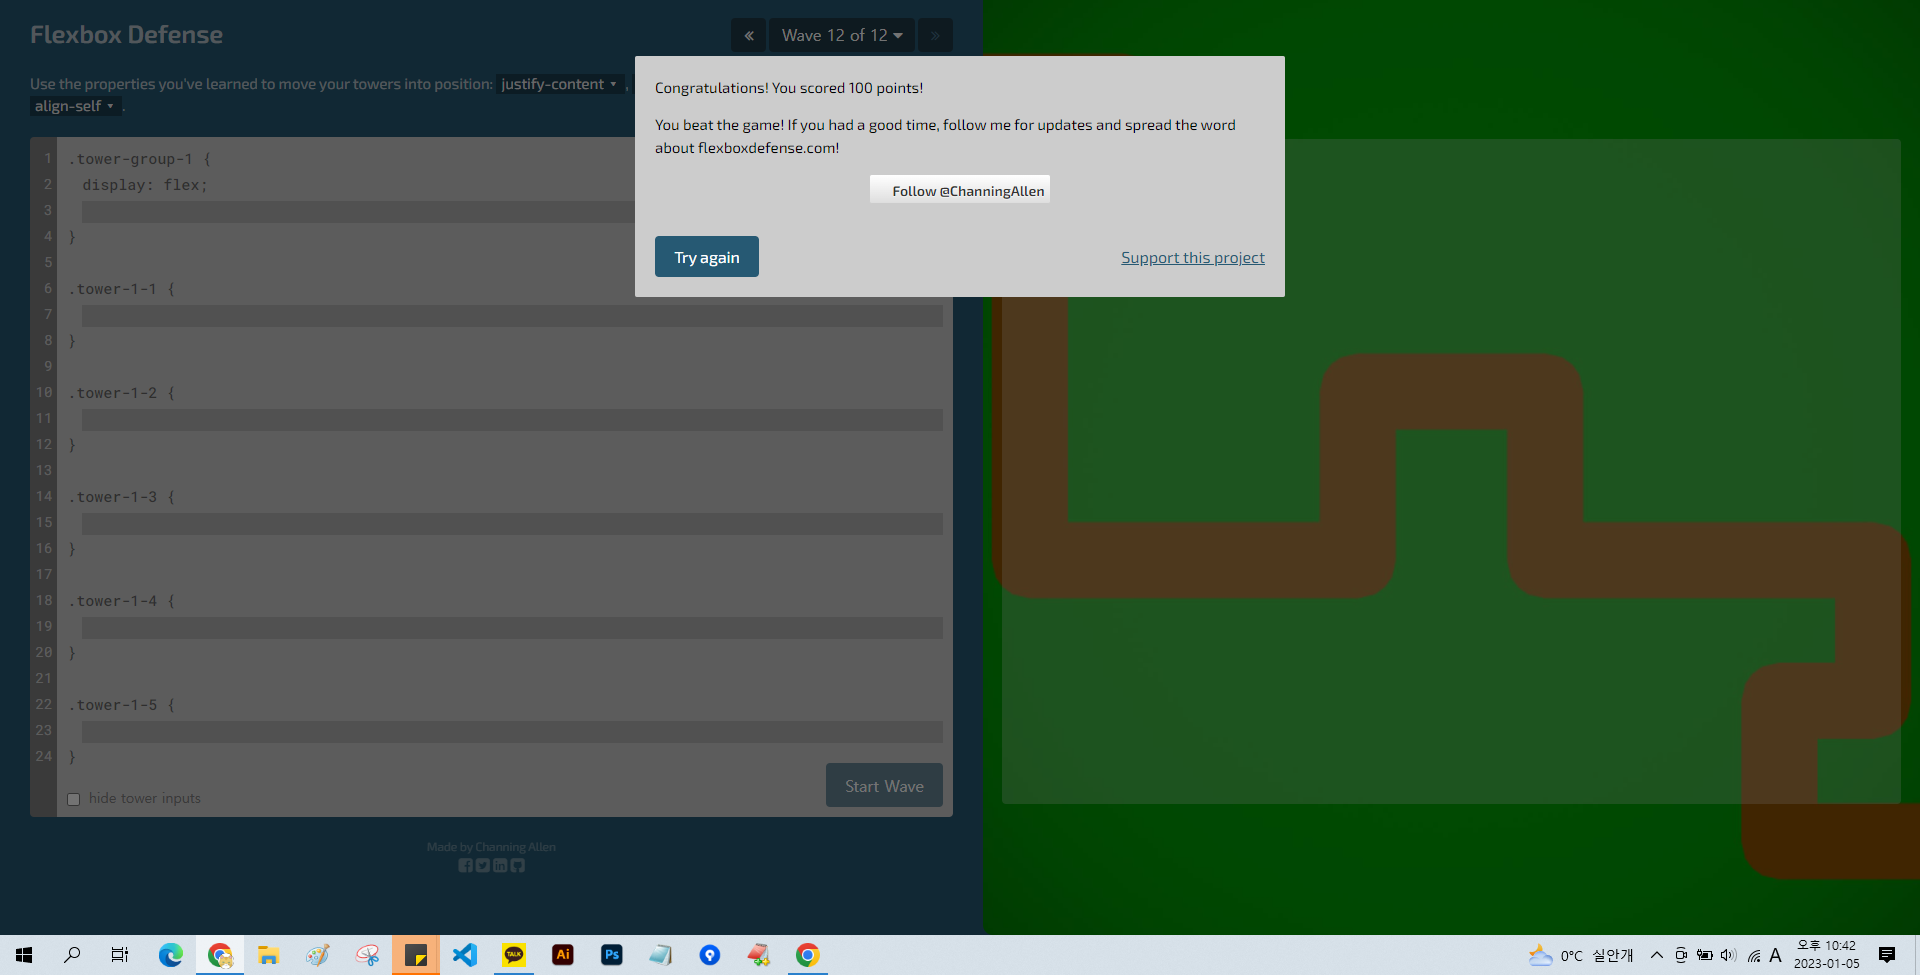 Flexbox Defense
« Wave 12 of 12 »
Use the properties you've learned to move your towers into position: justify-content ,
align-self .
Congratulations! You scored 100 points!
You beat the game! If you had a good time, follow me for updates and spread the word
about flexboxdefense.com!
Follow @ChanningAllen
Try again
Support this project
1 .tower-group-1 {
2 display: flex;
3
4 }
5
6 .tower-1-1 {
7
8 }
9
10 .tower-1-2 {
11
12 }
13
14 .tower-1-3 {
15
16 }
17
18 .tower-1-4 {
19
20 }
21
22 .tower-1-5 {
23
24 }
hide tower inputs
Start Wave
Made by Channing Allen
TALK
Ai
Ps
0°C 실안개
A
오후 10:42
2023-01-05